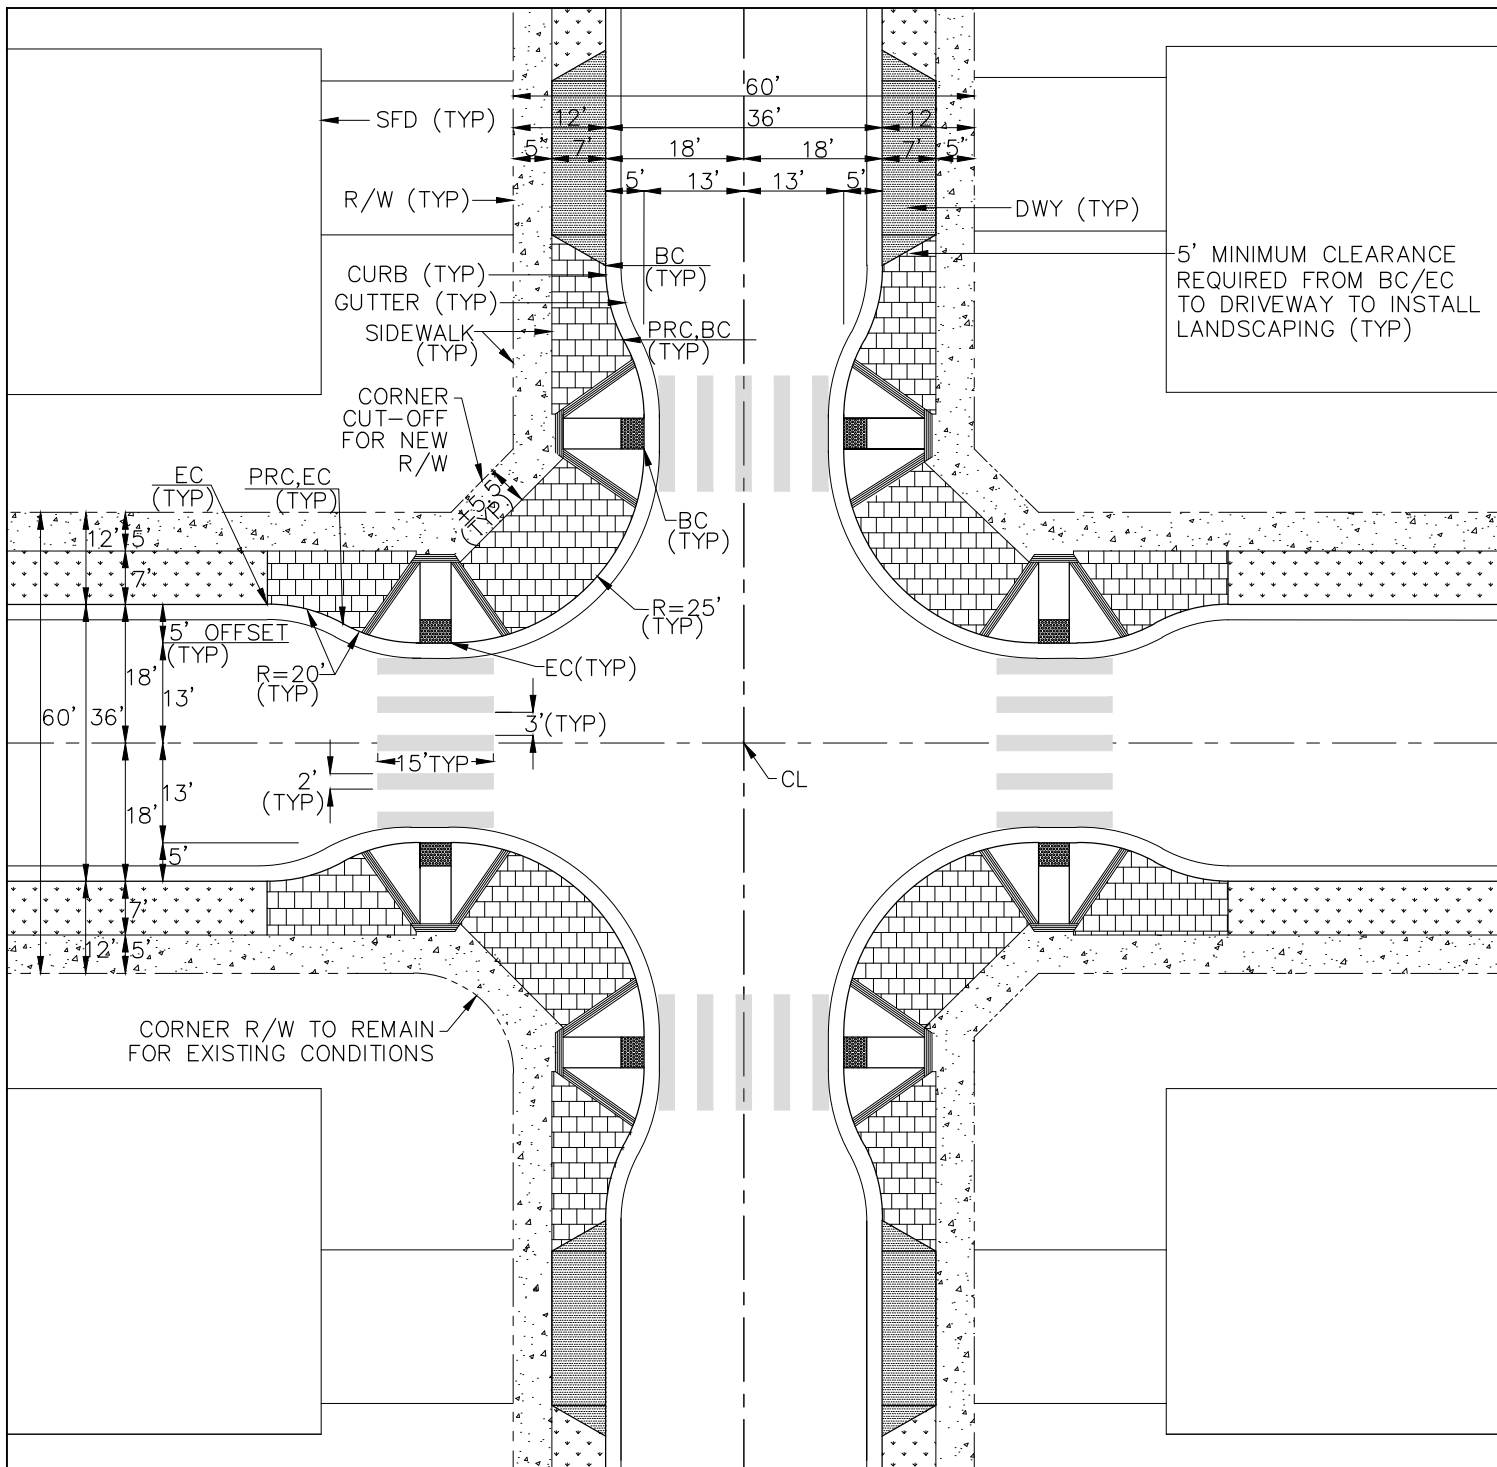 60'
12'
36'
12
5'
7'
18'
18'
7'
5'
5'
13'
13'
5'
SFD (TYP)
R/W (TYP)
DWY (TYP)
5' MINIMUM CLEARANCE
REQUIRED FROM BC/EC
TO DRIVEWAY TO INSTALL
LANDSCAPING (TYP)
BC
(TYP)
CURB (TYP)
GUTTER (TYP)
SIDEWALK
(TYP)
PRC,BC
(TYP)
CORNER
CUT-OFF
FOR NEW
R/W
EC
(TYP)
PRC,EC
(TYP)
±5.5'
(TYP)
BC
(TYP)
12'
5'
7'
R=25'
(TYP)
5' OFFSET
(TYP)
R=20'
(TYP)
EC(TYP)
18'
13'
60'
36'
3'(TYP)
15'TYP
2'
(TYP)
CL
13'
18'
5'
7'
12'
5'
CORNER R/W TO REMAIN
FOR EXISTING CONDITIONS